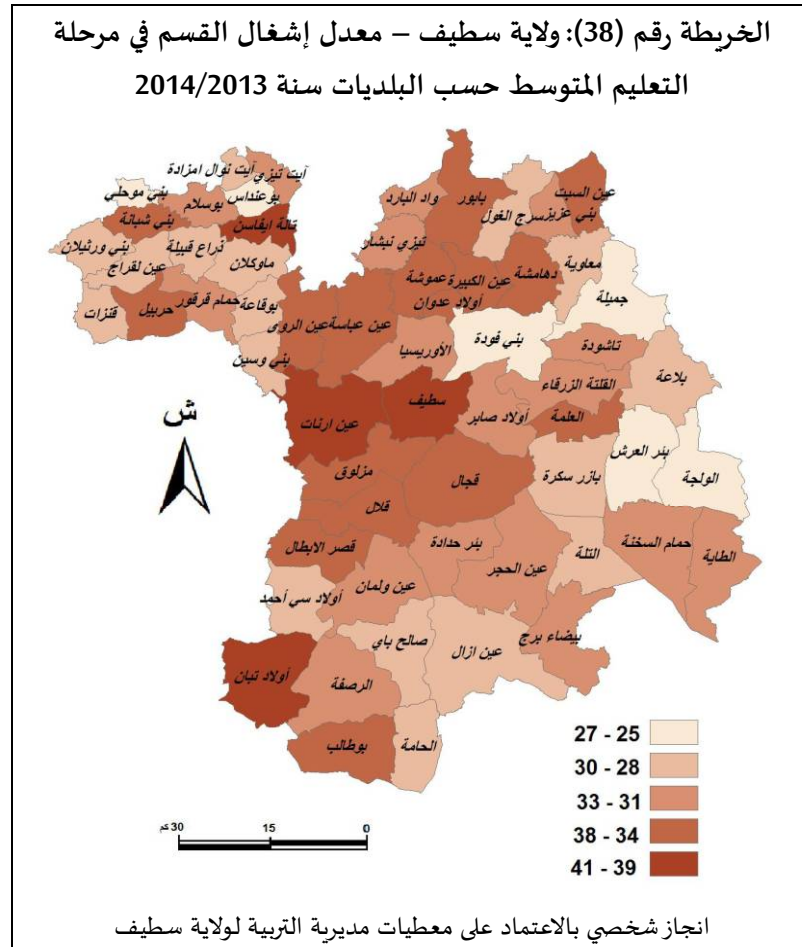 الخريطة رقم (38): ولاية سطيف – معدل إشغال القسم في مرحلة
التعليم المتوسط حسب البلديات سنة 2014/2013
آيت نوال امزادة
آيت تيزي
بني موحلي
بوعنداس
بوسلام
بني شبانة
تالة ايفاسن
بني ورثيلان
ذراع قبيلة
عين لقراج
ماوكلان
قنزات
حربيل
حمام قرقور
بوقاعة
بني وسين
واد البارد
بابور
سرج الغول
عين السبت
بني عزيز
تيزي نبشار
معاوية
دهامشة
عموشة
عين الكبيرة
أولاد عدوان
جميلة
عين الروى
عين عباسة
الأوريسيا
بني فودة
تاشودة
بلاعة
القلتة الزرقاء
سطيف
عين ارنات
أولاد صابر
العلمة
ش
بئر العرش
الولجة
مزلوق
قجال
بازر سكرة
قلال
قصر الابطال
بئر حدادة
عين الحجر
التلة
حمام السخنة
الطاية
أولاد سي أحمد
عين ولمان
بيضاء برج
صالح باي
عين ازال
أولاد تبان
الرصفة
بوطالب
الحامة
27 - 25
30 - 28
33 - 31
38 - 34
41 - 39
30 كم
15
0
انجاز شخصي بالاعتماد على معطيات مديرية التربية لولاية سطيف